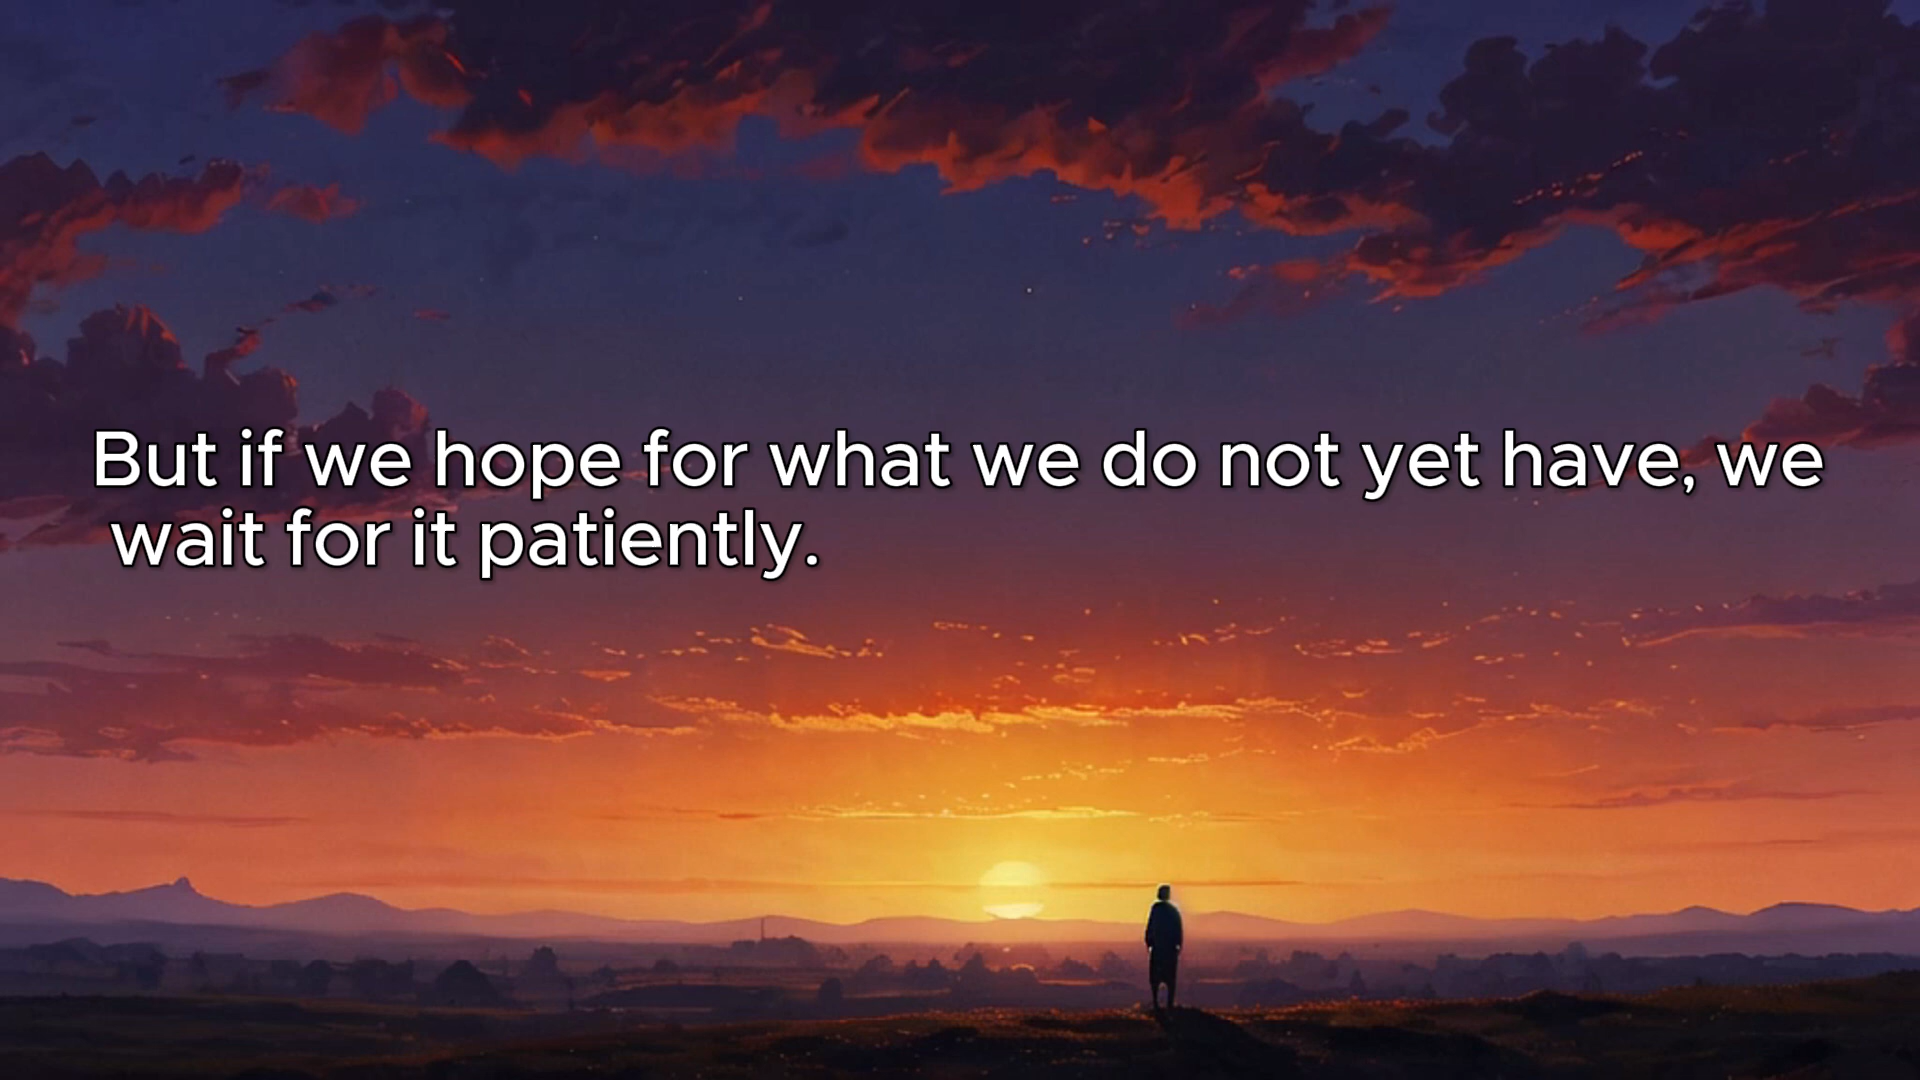 But if we hope for what we do not yet have, we
wait for it patiently.